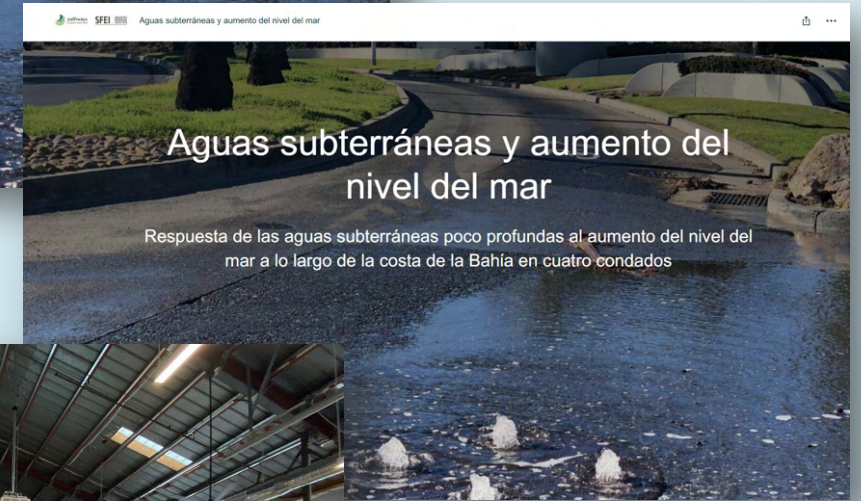 SFEI
Aguas subterráneas y aumento del nivel del mar
Aguas subterráneas y aumento del
nivel del mar
Respuesta de las aguas subterráneas poco profundas al aumento del nivel del
mar a lo largo de la costa de la Bahía en cuatro condados